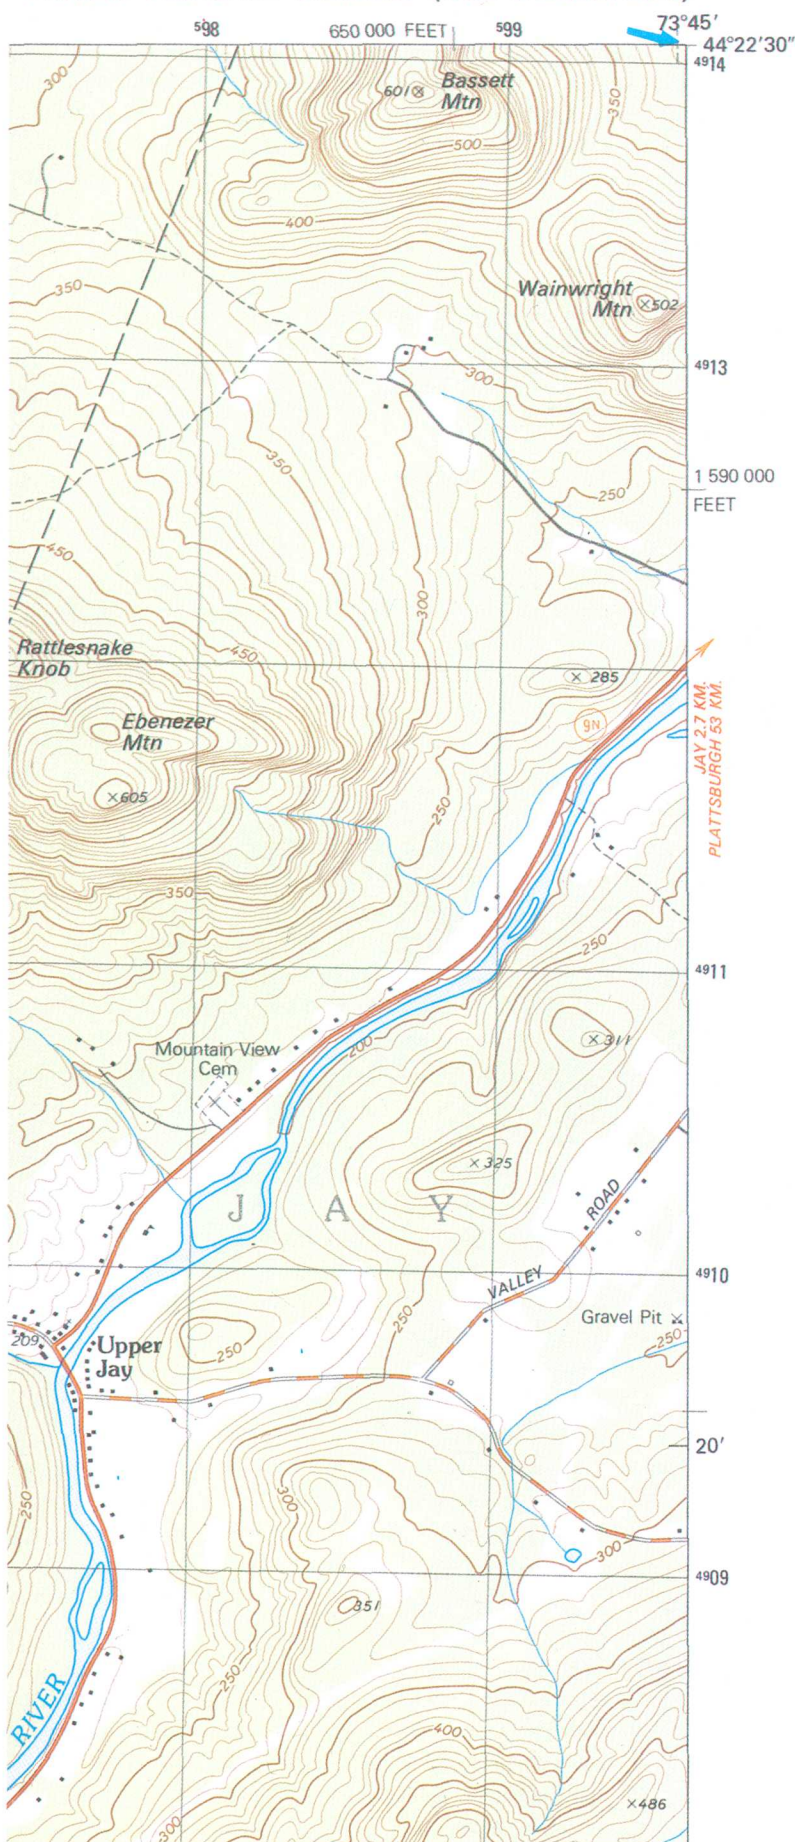 598
650 000 FEET
599
73°45′
44°22′30″
4914
300
601
Bassett
Mtn
350
500
400
Wainwright
Mtn
502
350
4913
300
350
1 590 000
FEET
250
450
300
Rattlesnake
Knob
450
285
Ebenezer
Mtn
9N
JAY 2.7 KM.
PLATTSBURGH 53 KM.
605
250
350
250
4911
Mountain View
Cem
200
311
325
J A Y
ROAD
VALLEY
4910
Gravel Pit
209
Upper
Jay
250
250
250
20′
300
250
300
4909
351
250
RIVER
400
486
300